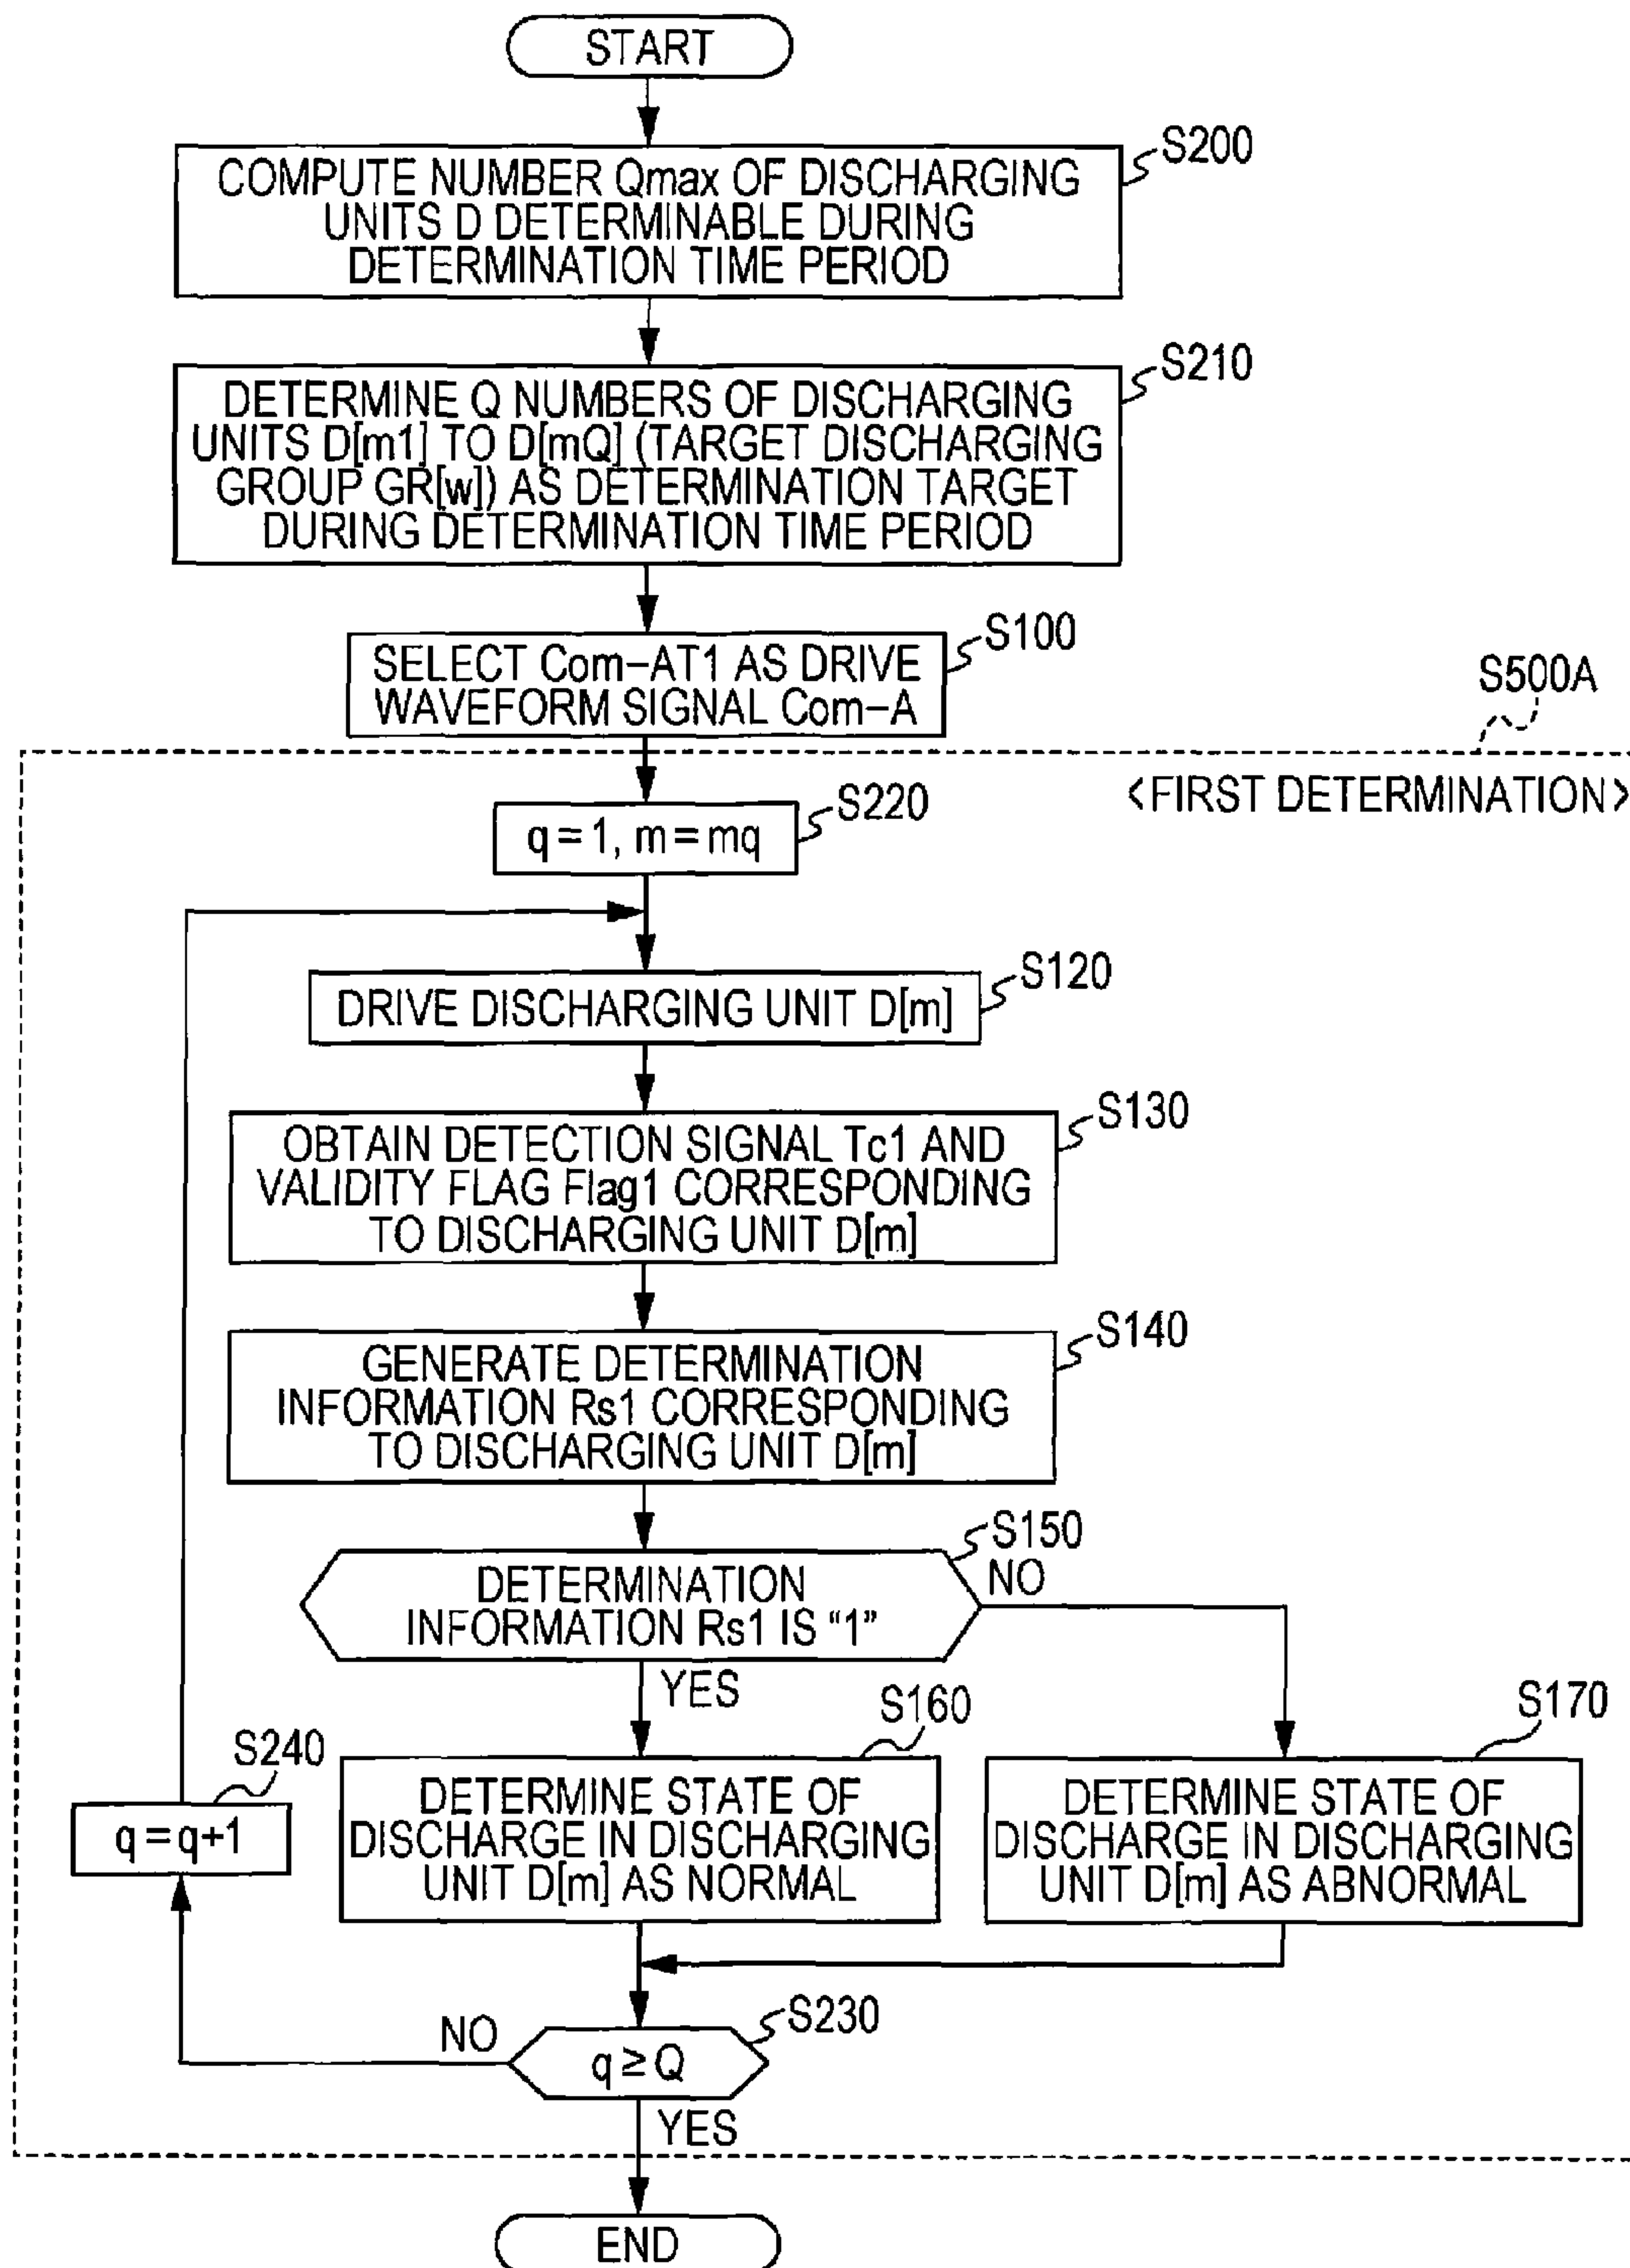 START
S200
COMPUTE NUMBER Qmax OF DISCHARGING
UNITS D DETERMINABLE DURING
DETERMINATION TIME PERIOD
S210
DETERMINE Q NUMBERS OF DISCHARGING
UNITS D[m1] TO D[mQ] (TARGET DISCHARGING
GROUP GR[w]) AS DETERMINATION TARGET
DURING DETERMINATION TIME PERIOD
S100
SELECT Com-AT1 AS DRIVE
WAVEFORM SIGNAL Com-A
S500A
<FIRST DETERMINATION>
S220
q = 1, m = mq
S120
DRIVE DISCHARGING UNIT D[m]
S130
OBTAIN DETECTION SIGNAL Tc1 AND
VALIDITY FLAG Flag1 CORRESPONDING
TO DISCHARGING UNIT D[m]
S140
GENERATE DETERMINATION
INFORMATION Rs1 CORRESPONDING
TO DISCHARGING UNIT D[m]
S150
DETERMINATION
INFORMATION Rs1 IS “1”
NO
YES
S160
DETERMINE STATE OF
DISCHARGE IN DISCHARGING
UNIT D[m] AS NORMAL
S170
DETERMINE STATE OF
DISCHARGE IN DISCHARGING
UNIT D[m] AS ABNORMAL
S240
q = q+1
S230
q ≥ Q
NO
YES
END